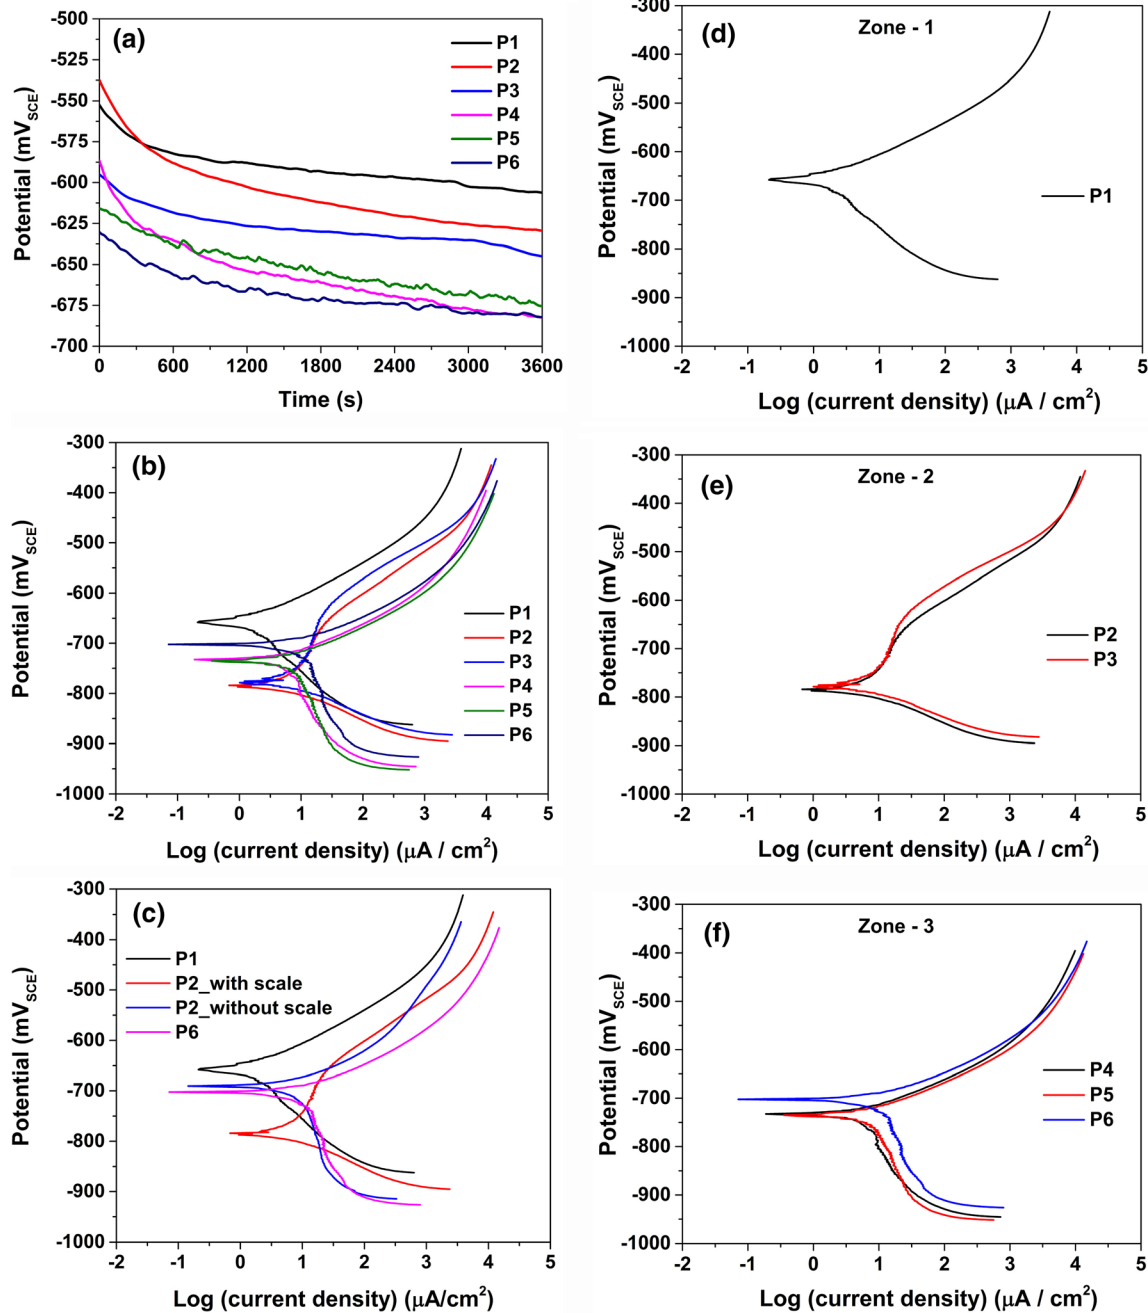 (a)
P1
P2
P3
P4
P5
P6
-500
-525
-550
-575
-600
-625
-650
-675
-700
0 600 1200 1800 2400 3000 3600
Potential (mVSCE)
Time (s)
(d)
Zone - 1
P1
-300
-400
-500
-600
-700
-800
-900
-1000
-2 -1 0 1 2 3 4 5
Potential (mVSCE)
Log (current density) (μA / cm²)
(b)
P1
P2
P3
P4
P5
P6
-300
-400
-500
-600
-700
-800
-900
-1000
-2 -1 0 1 2 3 4 5
Potential (mVSCE)
Log (current density) (μA / cm²)
(e)
Zone - 2
P2
P3
-300
-400
-500
-600
-700
-800
-900
-1000
-2 -1 0 1 2 3 4 5
Potential (mVSCE)
Log (current density) (μA / cm²)
(c)
P1
P2_with scale
P2_without scale
P6
-300
-400
-500
-600
-700
-800
-900
-1000
-2 -1 0 1 2 3 4 5
Potential (mVSCE)
Log (current density) (μA/cm²)
(f)
Zone - 3
P4
P5
P6
-300
-400
-500
-600
-700
-800
-900
-1000
-2 -1 0 1 2 3 4 5
Potential (mVSCE)
Log (current density) (μA / cm²)